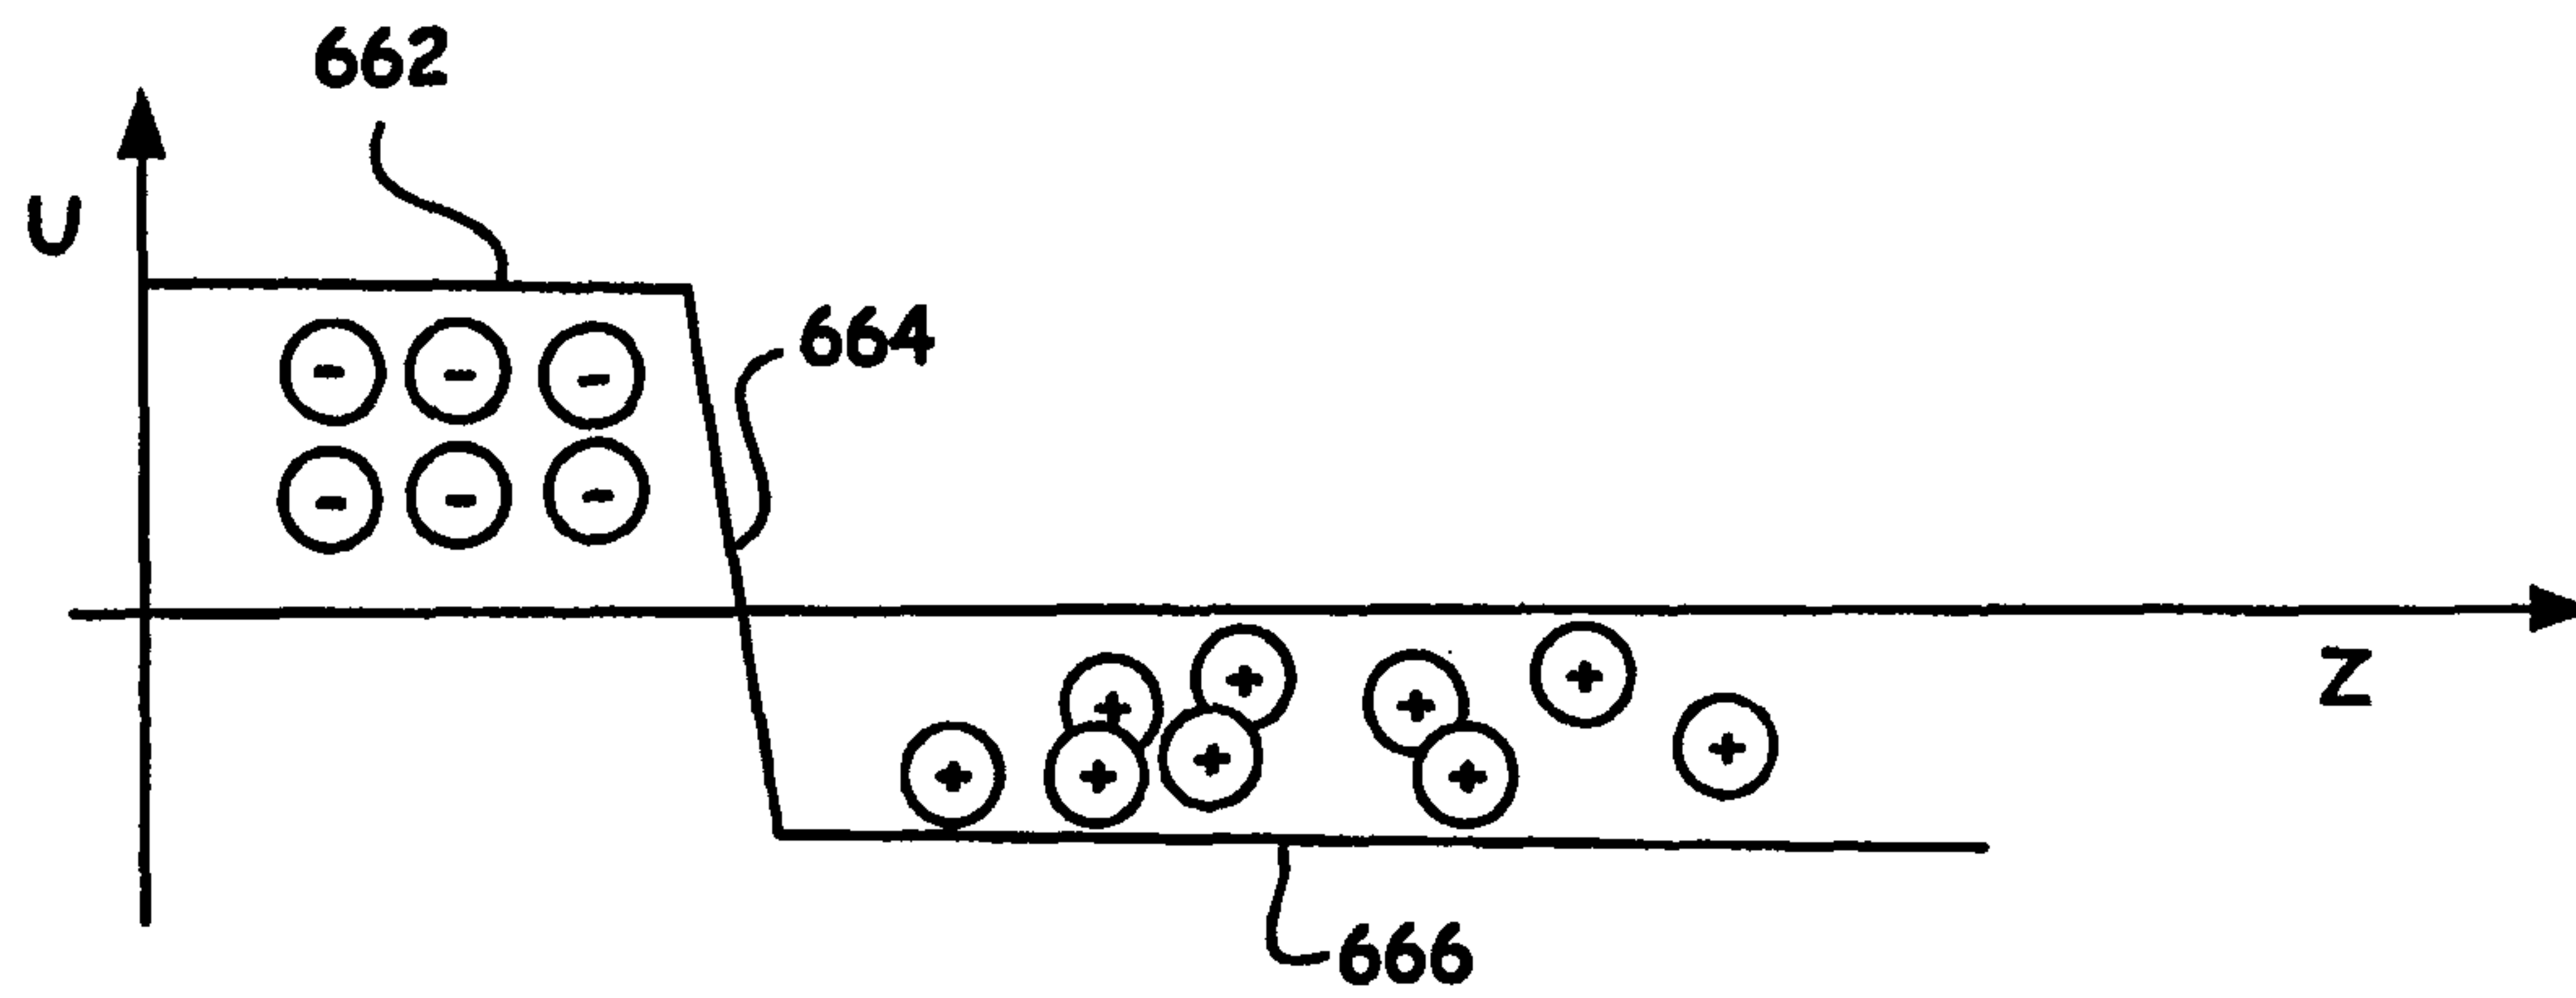 662
U
664
- - -
- - -
+ + + + +
+ + + +
Z
666